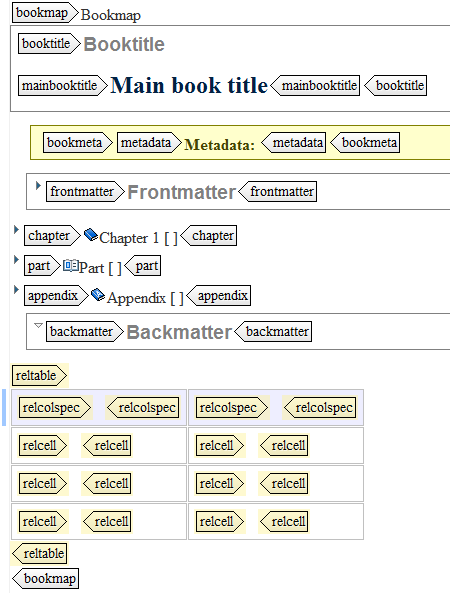 bookmap Bookmap
booktitle Booktitle
mainbooktitle Main book title mainbooktitle booktitle
bookmeta metadata Metadata: metadata bookmeta
frontmatter Frontmatter frontmatter
chapter Chapter 1 [ ] chapter
part Part [ ] part
appendix Appendix [ ] appendix
backmatter Backmatter backmatter
reltable
relcolspec relcolspec relcolspec relcolspec
relcell relcell relcell relcell
relcell relcell relcell relcell
relcell relcell relcell relcell
reltable
bookmap